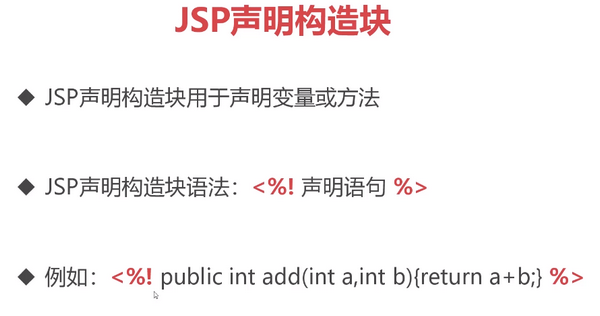 JSP声明构造块
◆ JSP声明构造块用于声明变量或方法
◆ JSP声明构造块语法：<%! 声明语句 %>
◆ 例如：<%! public int add(int a,int b){return a+b;} %>